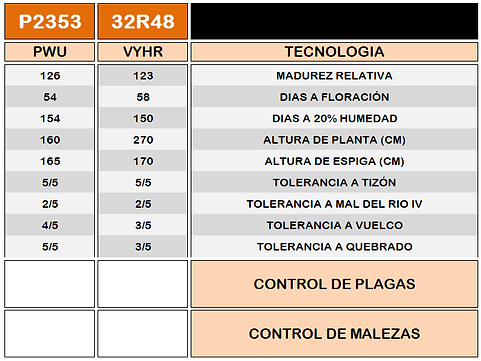 P2353 32R48
PWU VYHR TECNOLOGIA
126 123 MADUREZ RELATIVA
54 58 DIAS A FLORACIÓN
154 150 DIAS A 20% HUMEDAD
160 270 ALTURA DE PLANTA (CM)
165 170 ALTURA DE ESPIGA (CM)
5/5 5/5 TOLERANCIA A TIZÓN
2/5 2/5 TOLERANCIA A MAL DEL RIO IV
4/5 3/5 TOLERANCIA A VUELCO
5/5 3/5 TOLERANCIA A QUEBRADO
CONTROL DE PLAGAS
CONTROL DE MALEZAS